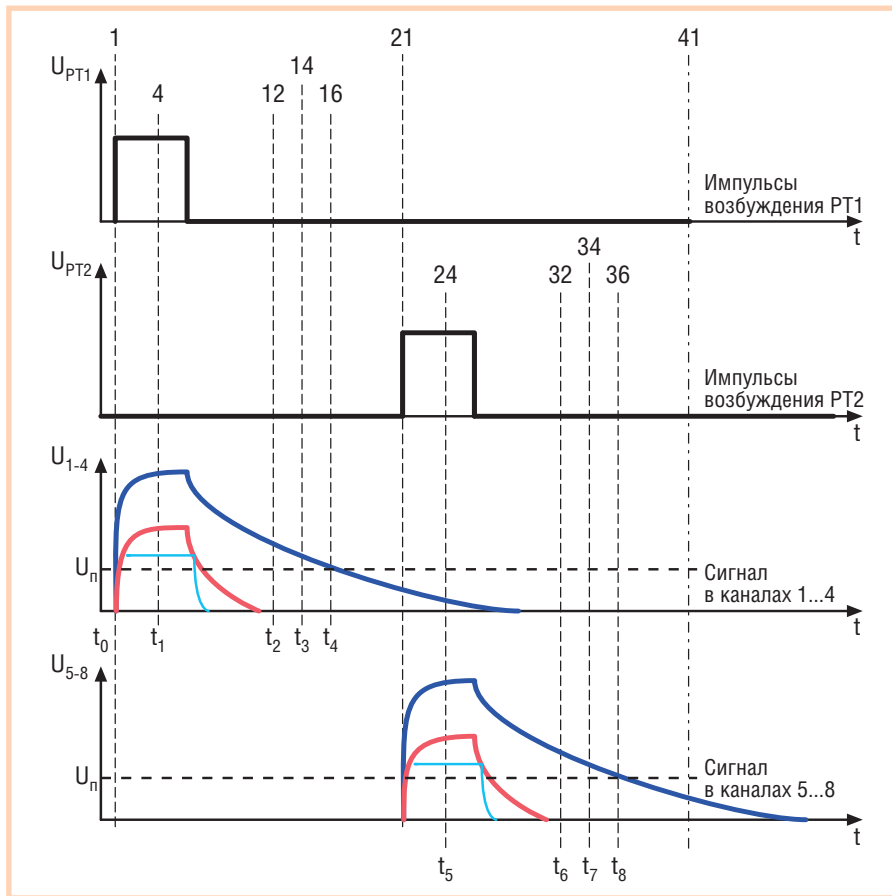 1 21 41
U_PT1 4 12 14 16
Импульсы
возбуждения PT1
t
U_PT2 24 32 34 36
Импульсы
возбуждения PT2
t
U_1-4
U_п
Сигнал
в каналах 1...4
t_0 t_1 t_2 t_3 t_4 t
U_5-8
U_п
Сигнал
в каналах 5...8
t
t_5 t_6 t_7 t_8